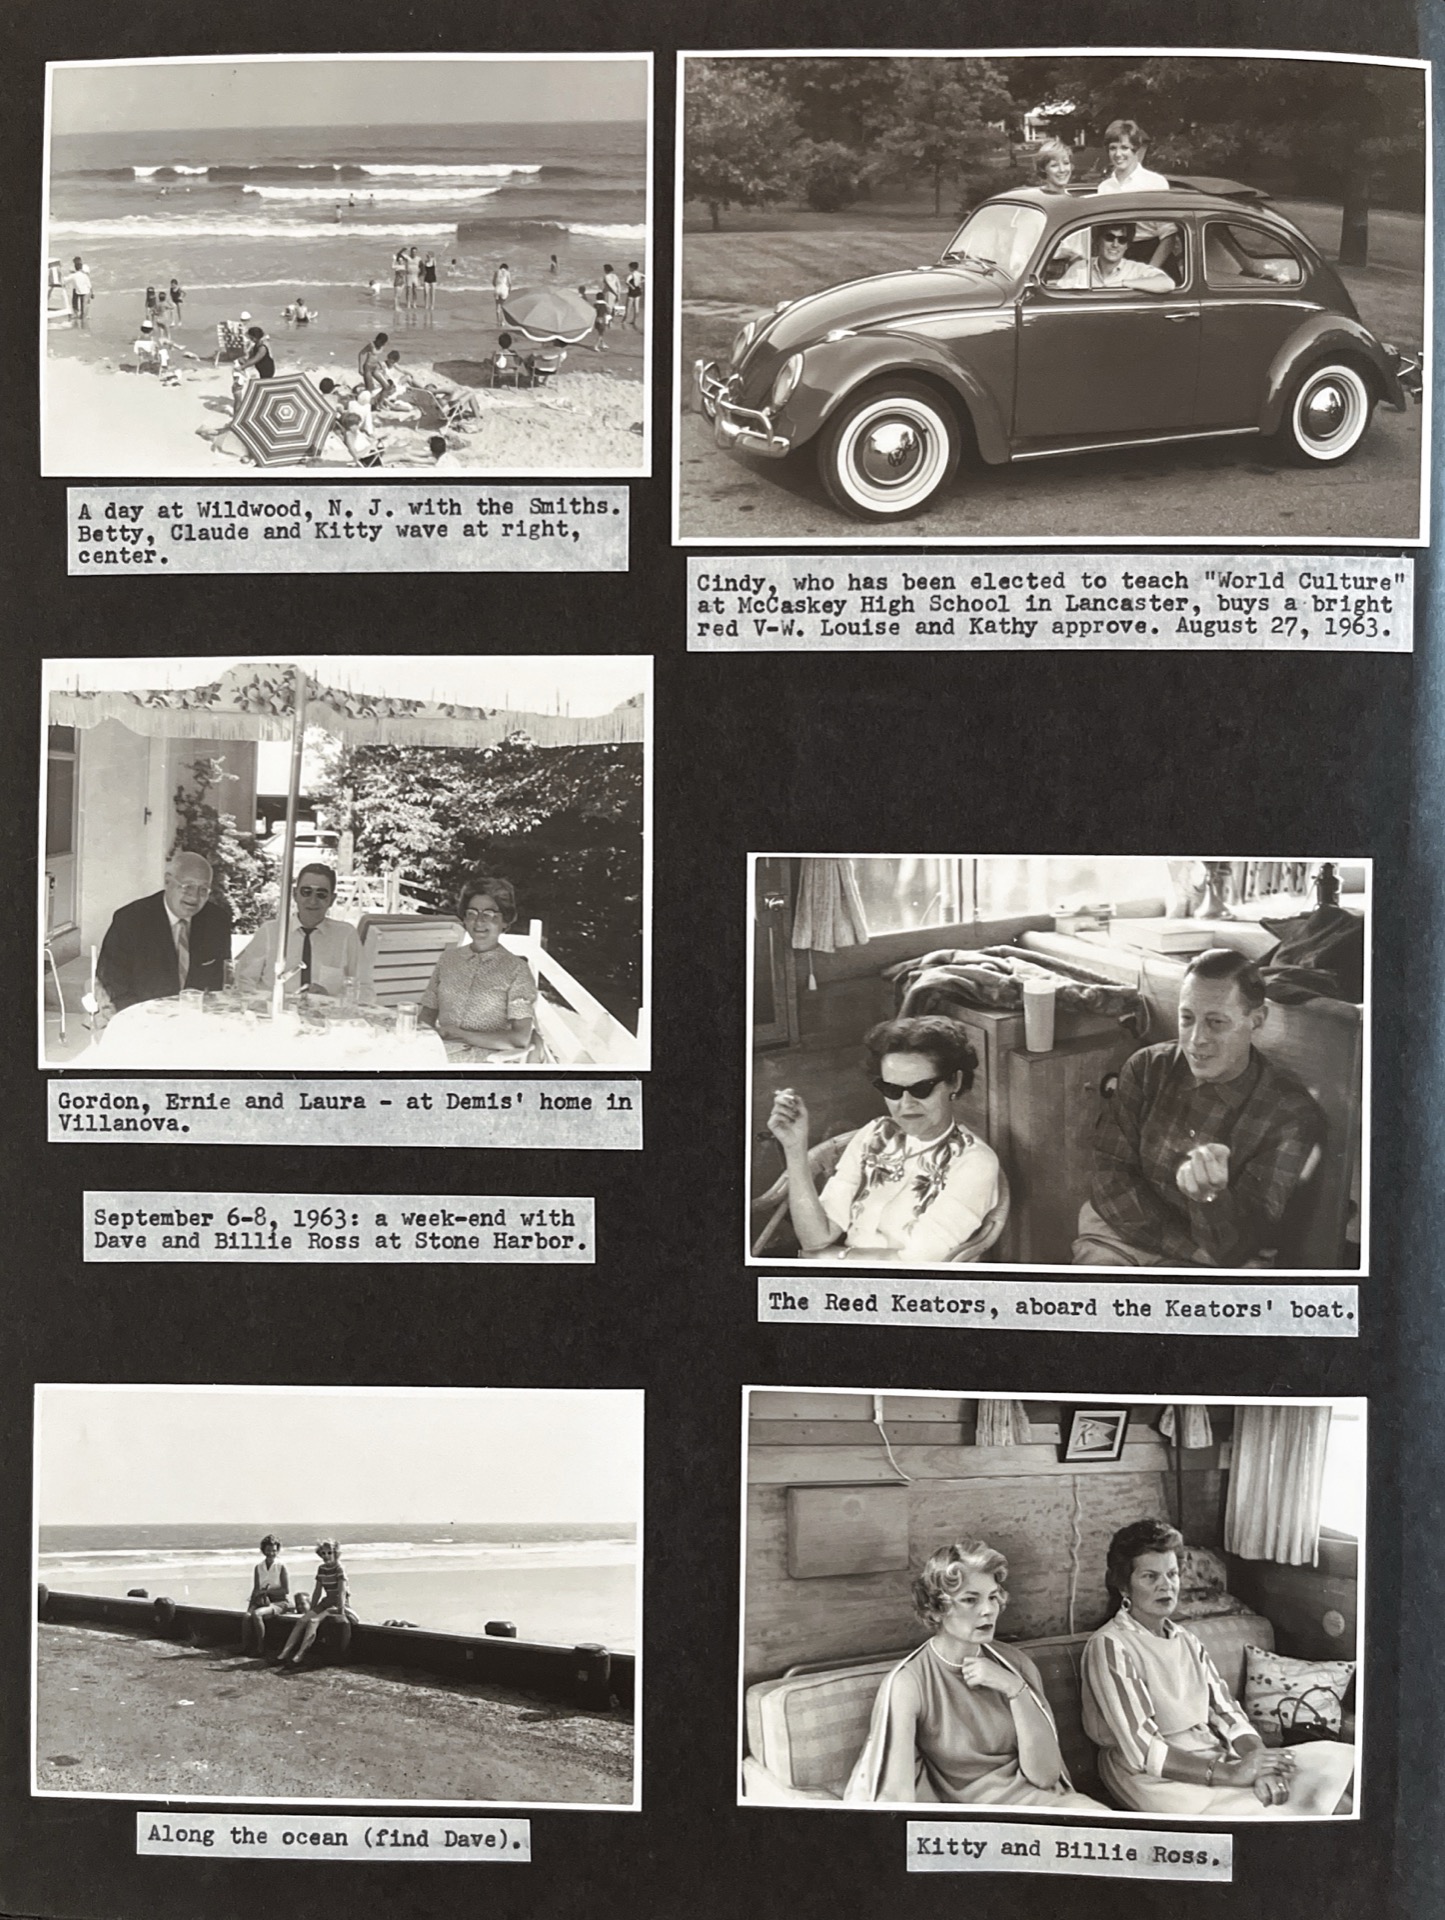 A day at Wildwood, N. J. with the Smiths.
Betty, Claude and Kitty wave at right,
center.
Cindy, who has been elected to teach "World Culture"
at McCaskey High School in Lancaster, buys a bright
red V-W. Louise and Kathy approve. August 27, 1963.
Gordon, Ernie and Laura - at Demis' home in
Villanova.
September 6-8, 1963: a week-end with
Dave and Billie Ross at Stone Harbor.
The Reed Keators, aboard the Keators' boat.
Along the ocean (find Dave).
Kitty and Billie Ross.